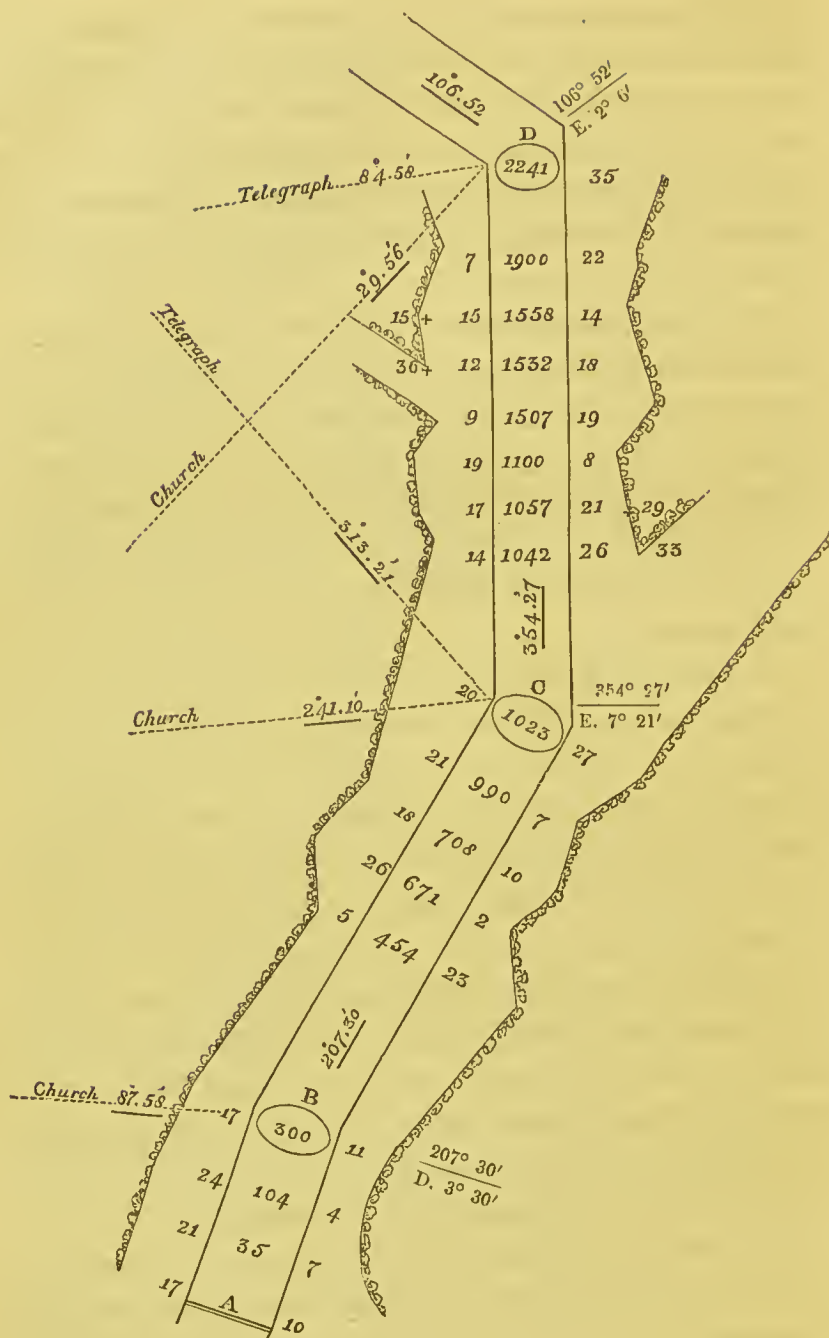 106°.52
106° 52′
E. 2° 6′
D
Telegraph 84°.58′
2241
35
29°.56′
7 1900 22
15 15 1558 14
Telegraph
30 12 1532 18
9 1507 19
Church
19 1100 8
17 1057 21 29
313°.21′
14 1042 26 33
354°.27′
C
20
354° 27′
E. 7° 21′
Church 241°.10′
1023
21 27
990
18 708 7
26 671 10
5 454 2
23
207°.30′
Church 87°.58′ 17
B
300
11
207° 30′
D. 3° 30′
24 104 4
21 35 7
17 A 10